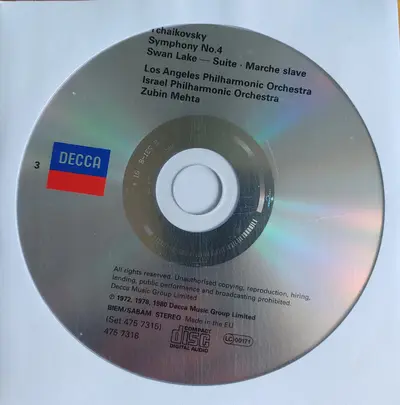 Tchaikovsky
Symphony No.4
Swan Lake — Suite · Marche slave
Los Angeles Philharmonic Orchestra
Israel Philharmonic Orchestra
Zubin Mehta
3
DECCA
All rights reserved. Unauthorised copying, reproduction, hiring,
lending, public performance and broadcasting prohibited.
Decca Music Group Limited
℗ 1972, 1979, 1980 Decca Music Group Limited
BIEM/SABAM STEREO Made in the EU
(Set 475 7315)
475 7316
COMPACT
disc
DIGITAL AUDIO
LC 00171